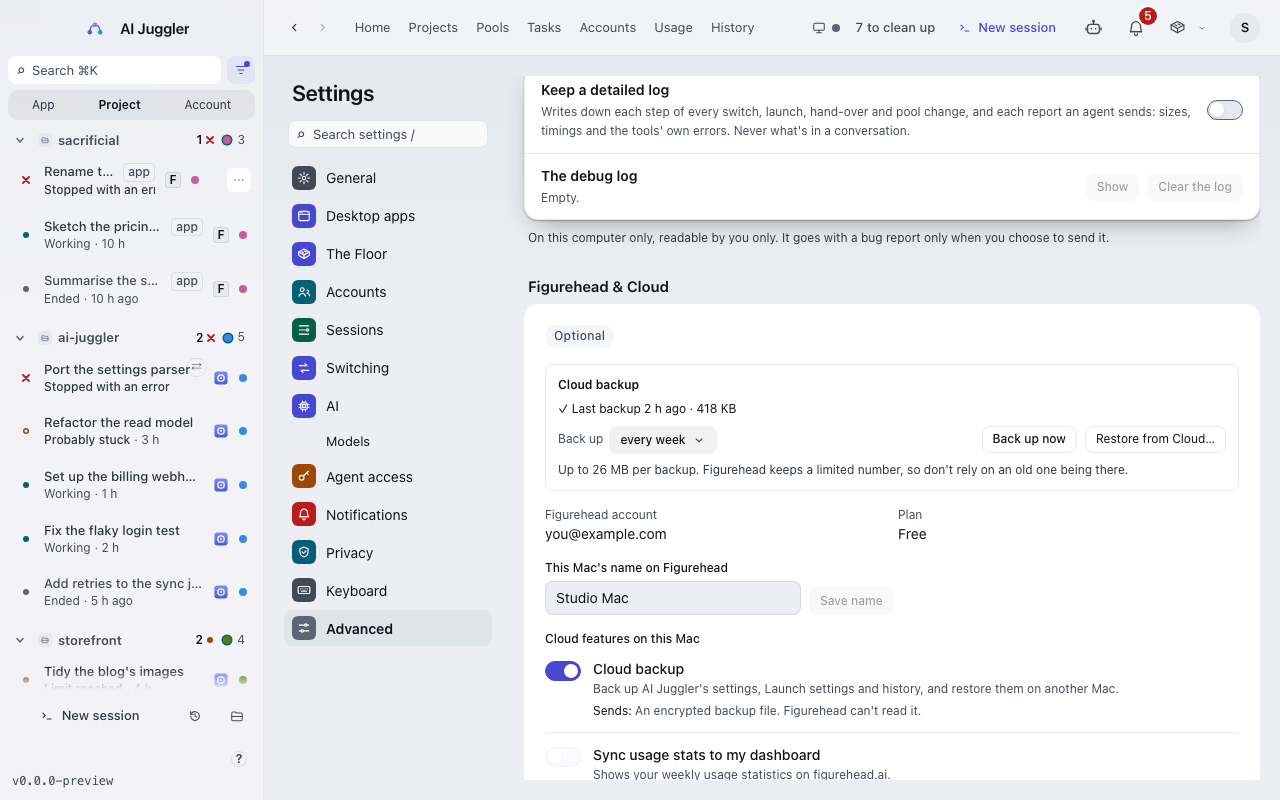 AI Juggler
Search ⌘K
App Project Account
sacrificial 1 3
Rename t... app F
Stopped with an err
Sketch the pricin... app F
Working · 10 h
Summarise the s... app F
Ended · 10 h ago
ai-juggler 2 5
Port the settings parser
Stopped with an error
Refactor the read model
Probably stuck · 3 h
Set up the billing webh...
Working · 1 h
Fix the flaky login test
Working · 2 h
Add retries to the sync j...
Ended · 5 h ago
storefront 2 4
Tidy the blog's images
Limit reached · 4 h
New session
?
v0.0.0-preview
Home Projects Pools Tasks Accounts Usage History 7 to clean up New session 5 S
Settings
Search settings /
General
Desktop apps
The Floor
Accounts
Sessions
Switching
AI
Models
Agent access
Notifications
Privacy
Keyboard
Advanced
Keep a detailed log
Writes down each step of every switch, launch, hand-over and pool change, and each report an agent sends: sizes,
timings and the tools' own errors. Never what's in a conversation.
The debug log
Empty.
Show Clear the log
On this computer only, readable by you only. It goes with a bug report only when you choose to send it.
Figurehead & Cloud
Optional
Cloud backup
✓ Last backup 2 h ago · 418 KB
Back up every week Back up now Restore from Cloud...
Up to 26 MB per backup. Figurehead keeps a limited number, so don't rely on an old one being there.
Figurehead account Plan
you@example.com Free
This Mac's name on Figurehead
Studio Mac Save name
Cloud features on this Mac
Cloud backup
Back up AI Juggler's settings, Launch settings and history, and restore them on another Mac.
Sends: An encrypted backup file. Figurehead can't read it.
Sync usage stats to my dashboard
Shows your weekly usage statistics on figurehead.ai.